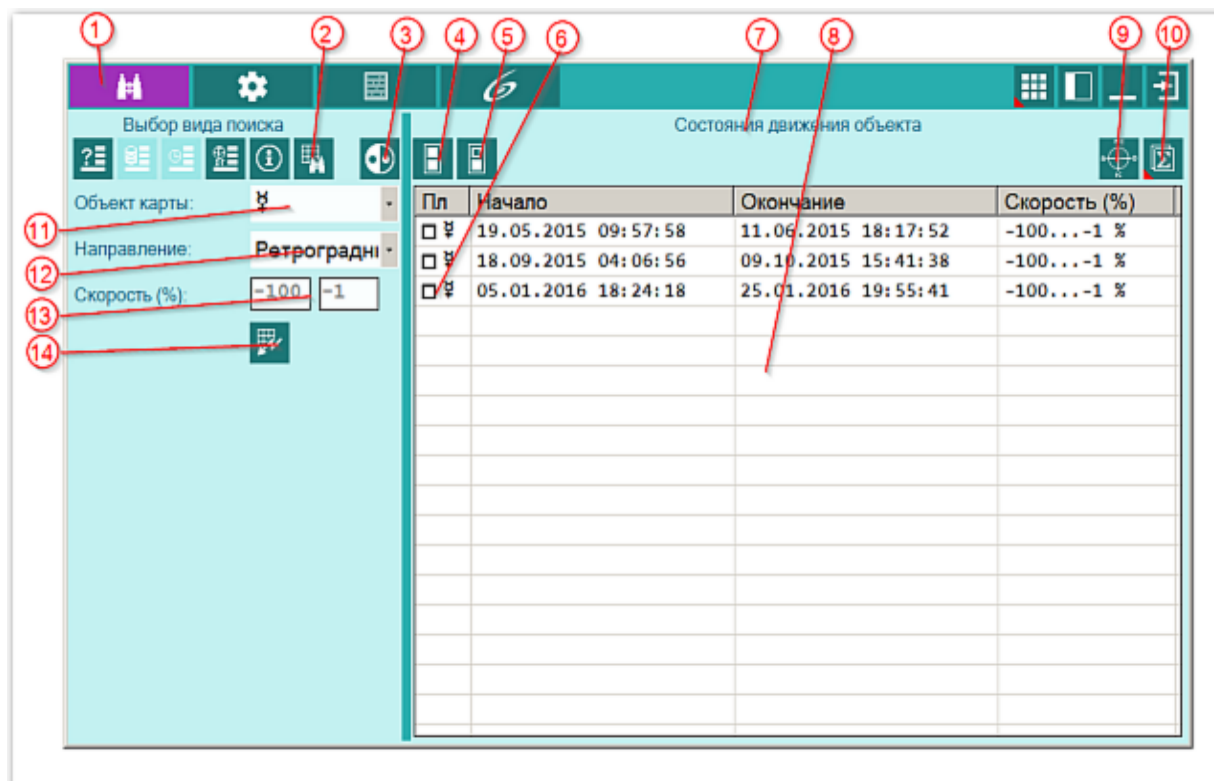 1 2 3 4 5 6 7 8 9 10
Выбор вида поиска
Состояния движения объекта
Объект карты: ☿
11
Направление: Ретроградн
12
Скорость (%): -100 -1
13
14
Пл Начало Окончание Скорость (%)
☿ 19.05.2015 09:57:58 11.06.2015 18:17:52 -100...-1 %
☿ 18.09.2015 04:06:56 09.10.2015 15:41:38 -100...-1 %
☿ 05.01.2016 18:24:18 25.01.2016 19:55:41 -100...-1 %